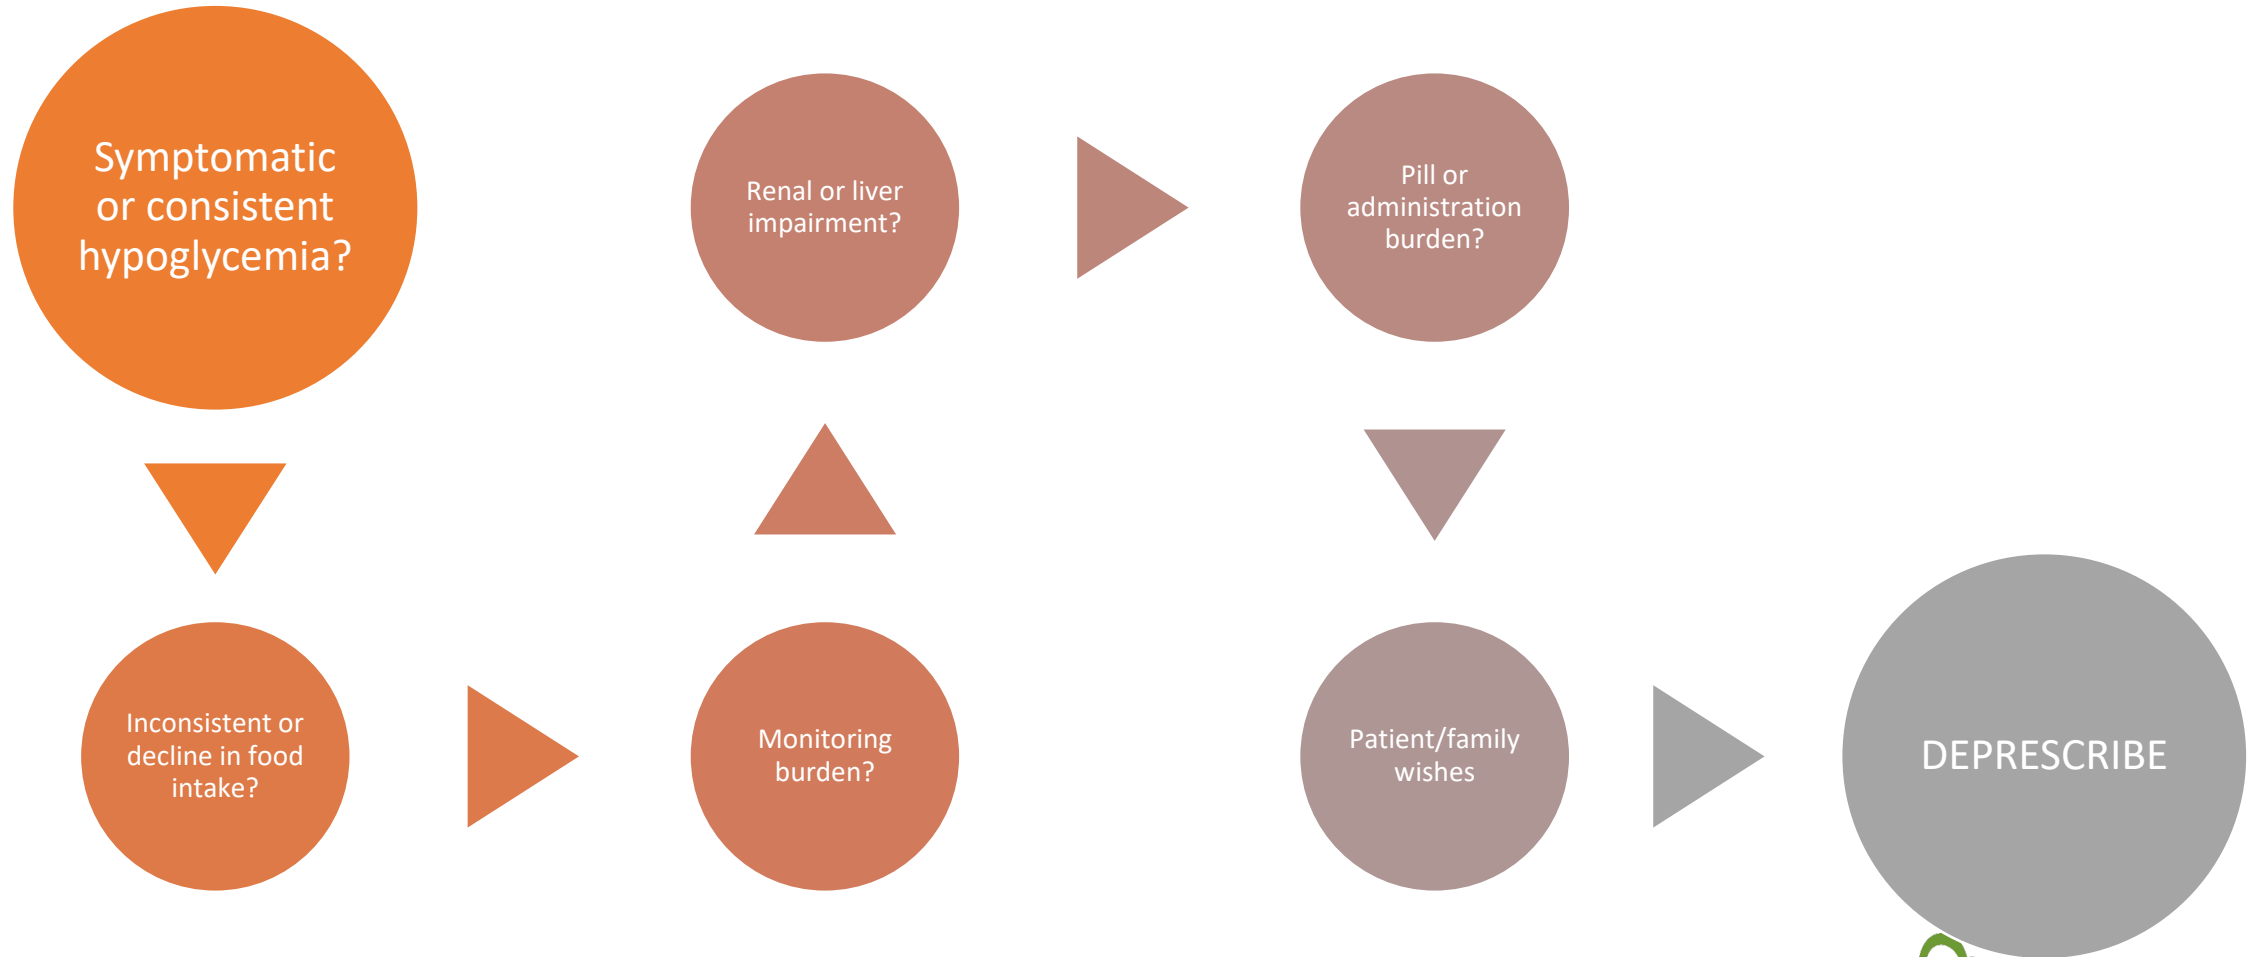 Symptomatic
or consistent
hypoglycemia?
Inconsistent or
decline in food
intake?
Monitoring
burden?
Renal or liver
impairment?
Pill or
administration
burden?
Patient/family
wishes
DEPRESCRIBE